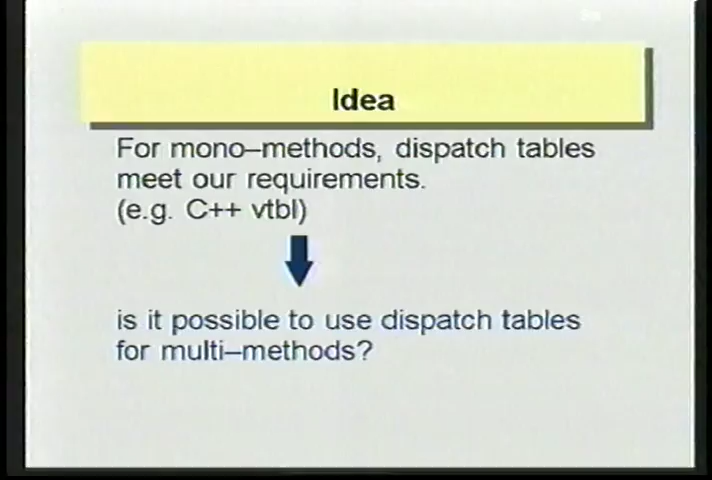 Idea
For mono–methods, dispatch tables
meet our requirements.
(e.g. C++ vtbl)
is it possible to use dispatch tables
for multi–methods?